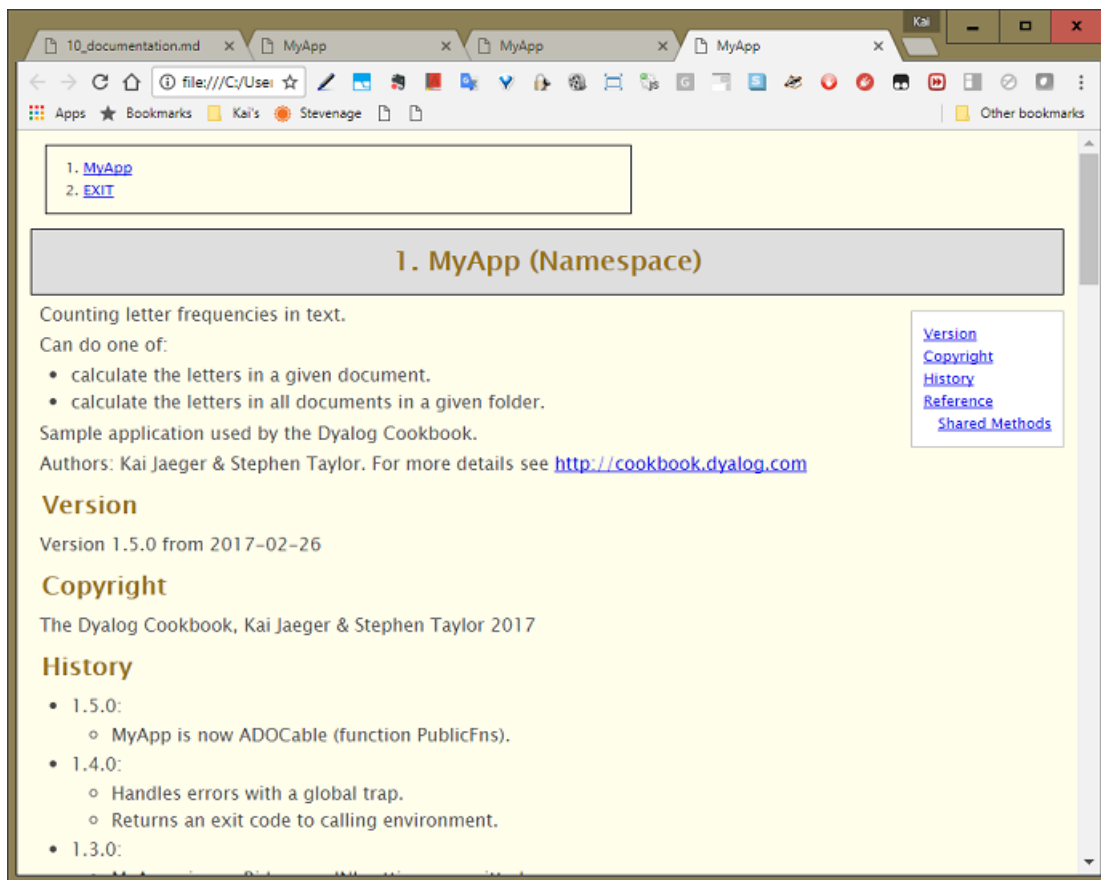 Kai
10_documentation.md
MyApp
MyApp
MyApp
file:///C:/User
Apps
Bookmarks
Kai's
Stevenage
Other bookmarks
1. MyApp
2. EXIT
1. MyApp (Namespace)
Counting letter frequencies in text.
Can do one of:
• calculate the letters in a given document.
• calculate the letters in all documents in a given folder.
Sample application used by the Dyalog Cookbook.
Authors: Kai Jaeger & Stephen Taylor. For more details see http://cookbook.dyalog.com
Version
Copyright
History
Reference
Shared Methods
Version
Version 1.5.0 from 2017-02-26
Copyright
The Dyalog Cookbook, Kai Jaeger & Stephen Taylor 2017
History
• 1.5.0:
◦ MyApp is now ADOCable (function PublicFns).
• 1.4.0:
◦ Handles errors with a global trap.
◦ Returns an exit code to calling environment.
• 1.3.0: